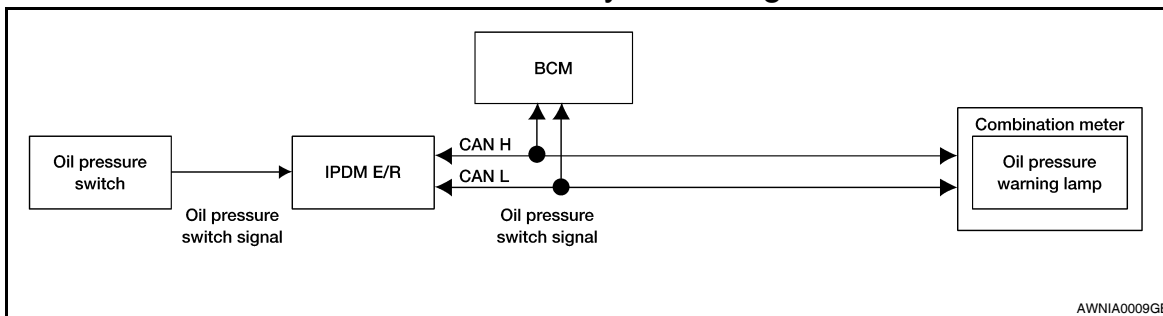 BCM
Oil pressure
switch
Oil pressure
switch signal
IPDM E/R
CAN H
CAN L
Oil pressure
switch signal
Combination meter
Oil pressure
warning lamp